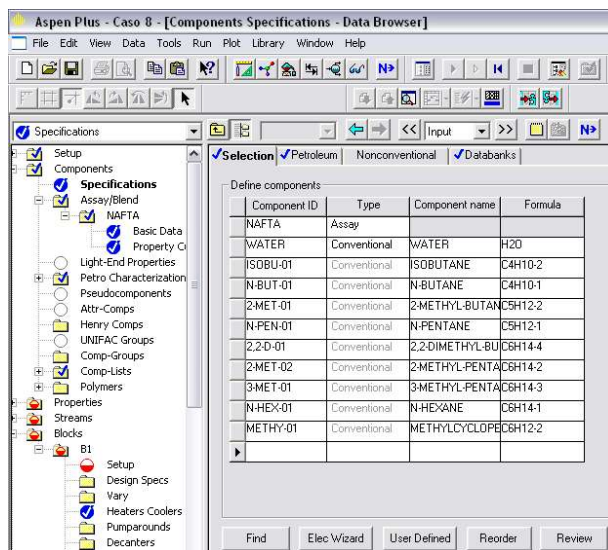 Aspen Plus - Caso 8 - [Components Specifications - Data Browser]
File Edit View Data Tools Run Plot Library Window Help
N>
Specifications
<< Input >> N>
Setup
Components
Specifications
Assay/Blend
NAFTA
Basic Data
Property Cu
Light-End Properties
Petro Characterization
Pseudocomponents
Attr-Comps
Henry Comps
UNIFAC Groups
Comp-Groups
Comp-Lists
Polymers
Properties
Streams
Blocks
B1
Setup
Design Specs
Vary
Heaters Coolers
Pumparounds
Decanters
Selection Petroleum Nonconventional Databanks
Define components
Component ID Type Component name Formula
NAFTA Assay
WATER Conventional WATER H2O
ISOBU-01 Conventional ISOBUTANE C4H10-2
N-BUT-01 Conventional N-BUTANE C4H10-1
2-MET-01 Conventional 2-METHYL-BUTAN C5H12-2
N-PEN-01 Conventional N-PENTANE C5H12-1
2,2-D-01 Conventional 2,2-DIMETHYL-BU C6H14-4
2-MET-02 Conventional 2-METHYL-PENTA C6H14-2
3-MET-01 Conventional 3-METHYL-PENTA C6H14-3
N-HEX-01 Conventional N-HEXANE C6H14-1
METHY-01 Conventional METHYLCYCLOPE C6H12-2
Find Elec Wizard User Defined Reorder Review